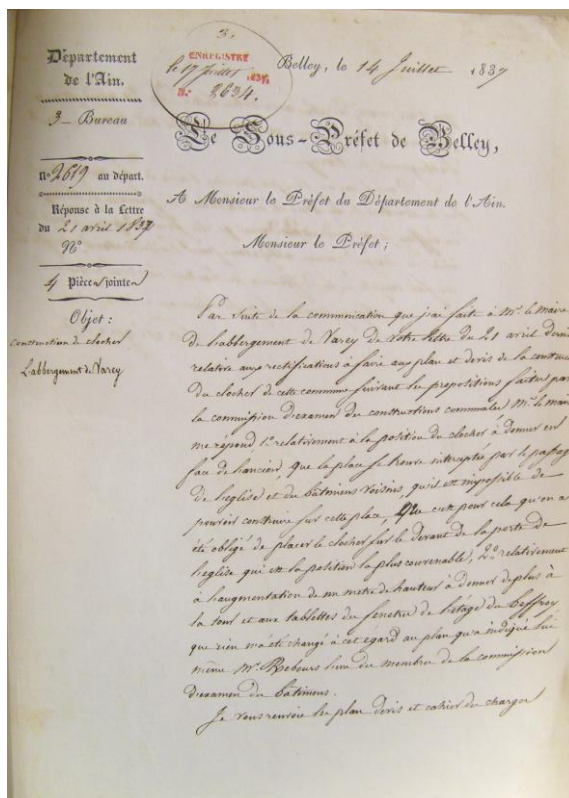 Département
de l'Ain.
3_ Bureau
n° 2619 au départ.
Réponse à la Lettre
du 21 avril 1837
N°
4 Pièces jointes
Objet :
Construction de clocher
L'abbergement de Varey
3.
ENREGISTRÉ
le 17 Juillet 1837.
N° 2634.
Belley, le 14 Juillet 1837
Le Sous-Préfet de Belley,
A Monsieur le Préfet du Département de l'Ain.
Monsieur le Préfet ;
Par suite de la communication que j'ai faite à Mr. le maire
de l'abbergement de Varey de votre lettre du 21 avril dernier
relative aux rectifications à faire aux plan et devis de la construc
du clocher de cette commune suivant les propositions faites par
la commission d'examen des constructions communales Mr. le maire
me répond 1° relativement à la position du clocher à donner en
face de l'ancien, que la place se trouve interceptée par le passage
de l'eglise et des bâtimens voisins, qu'il est impossible de
pouvoir construire sur cette place, que c'est pour cela qu'on a
été obligé de placer le clocher sur le devant de la porte de
l'eglise qui est la position la plus convenable, 2° relativement
à l'augmentation de un mètre de hauteur à donner de plus à
la tour et aux tablettes des fenetres de l'étage du beffroy
que rien n'a été changé à cet egard au plan qu'a indiqué lui
même Mr. Rebours l'un des membres de la commission
d'examen des bâtimens.
Je vous renvoie les plan devis et cahier des charges